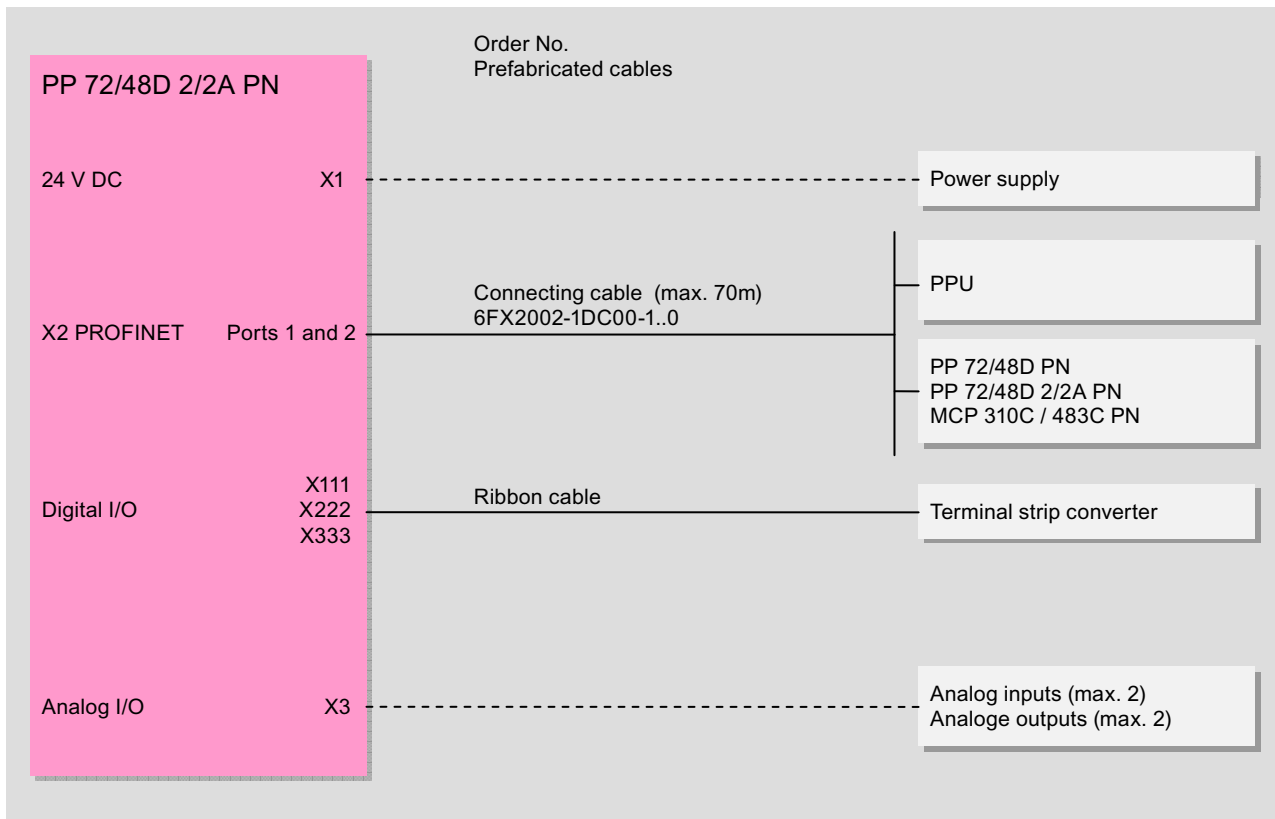 Order No.
Prefabricated cables
PP 72/48D 2/2A PN
24 V DC X1
Power supply
Connecting cable (max. 70m)
6FX2002-1DC00-1..0
X2 PROFINET Ports 1 and 2
PPU
PP 72/48D PN
PP 72/48D 2/2A PN
MCP 310C / 483C PN
Digital I/O
X111
X222
X333
Ribbon cable
Terminal strip converter
Analog I/O X3
Analog inputs (max. 2)
Analoge outputs (max. 2)